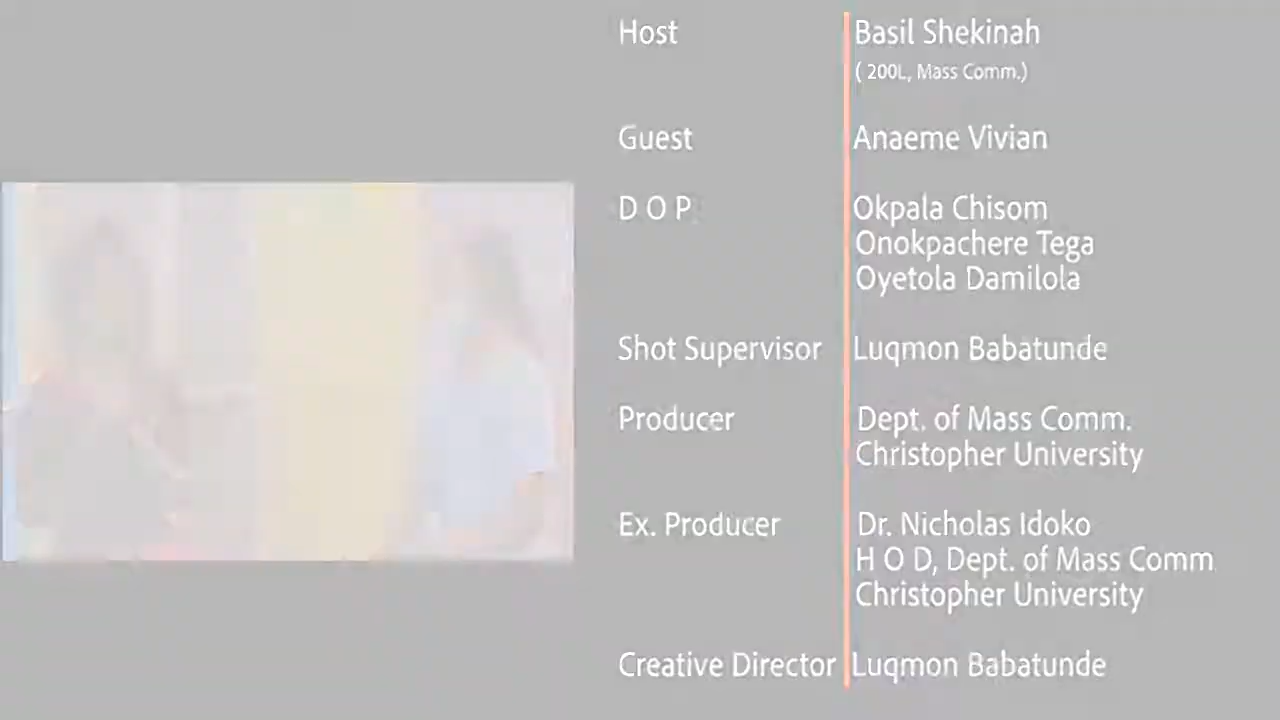 Host Basil Shekinah
( 200L, Mass Comm.)
Guest Anaeme Vivian
D O P Okpala Chisom
Onokpachere Tega
Oyetola Damilola
Shot Supervisor Luqmon Babatunde
Producer Dept. of Mass Comm.
Christopher University
Ex. Producer Dr. Nicholas Idoko
H O D, Dept. of Mass Comm
Christopher University
Creative Director Luqmon Babatunde